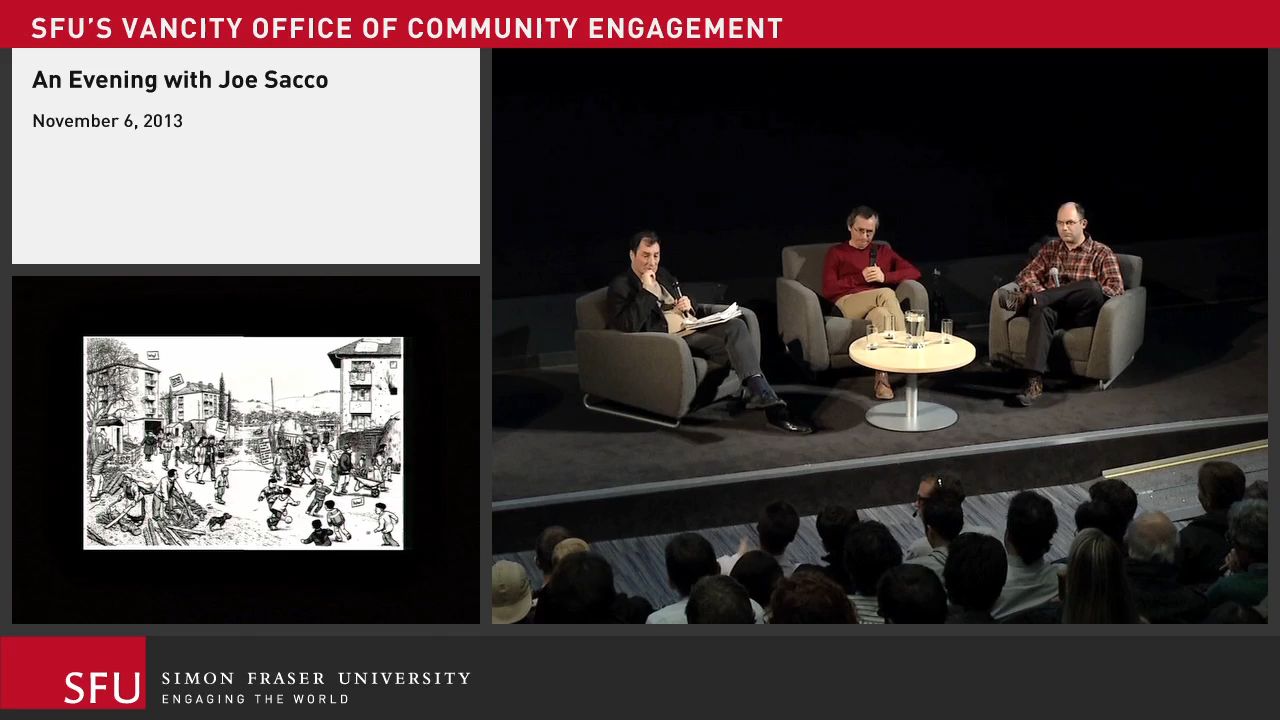 SFU'S VANCITY OFFICE OF COMMUNITY ENGAGEMENT
An Evening with Joe Sacco
November 6, 2013
SFU
SIMON FRASER UNIVERSITY
ENGAGING THE WORLD